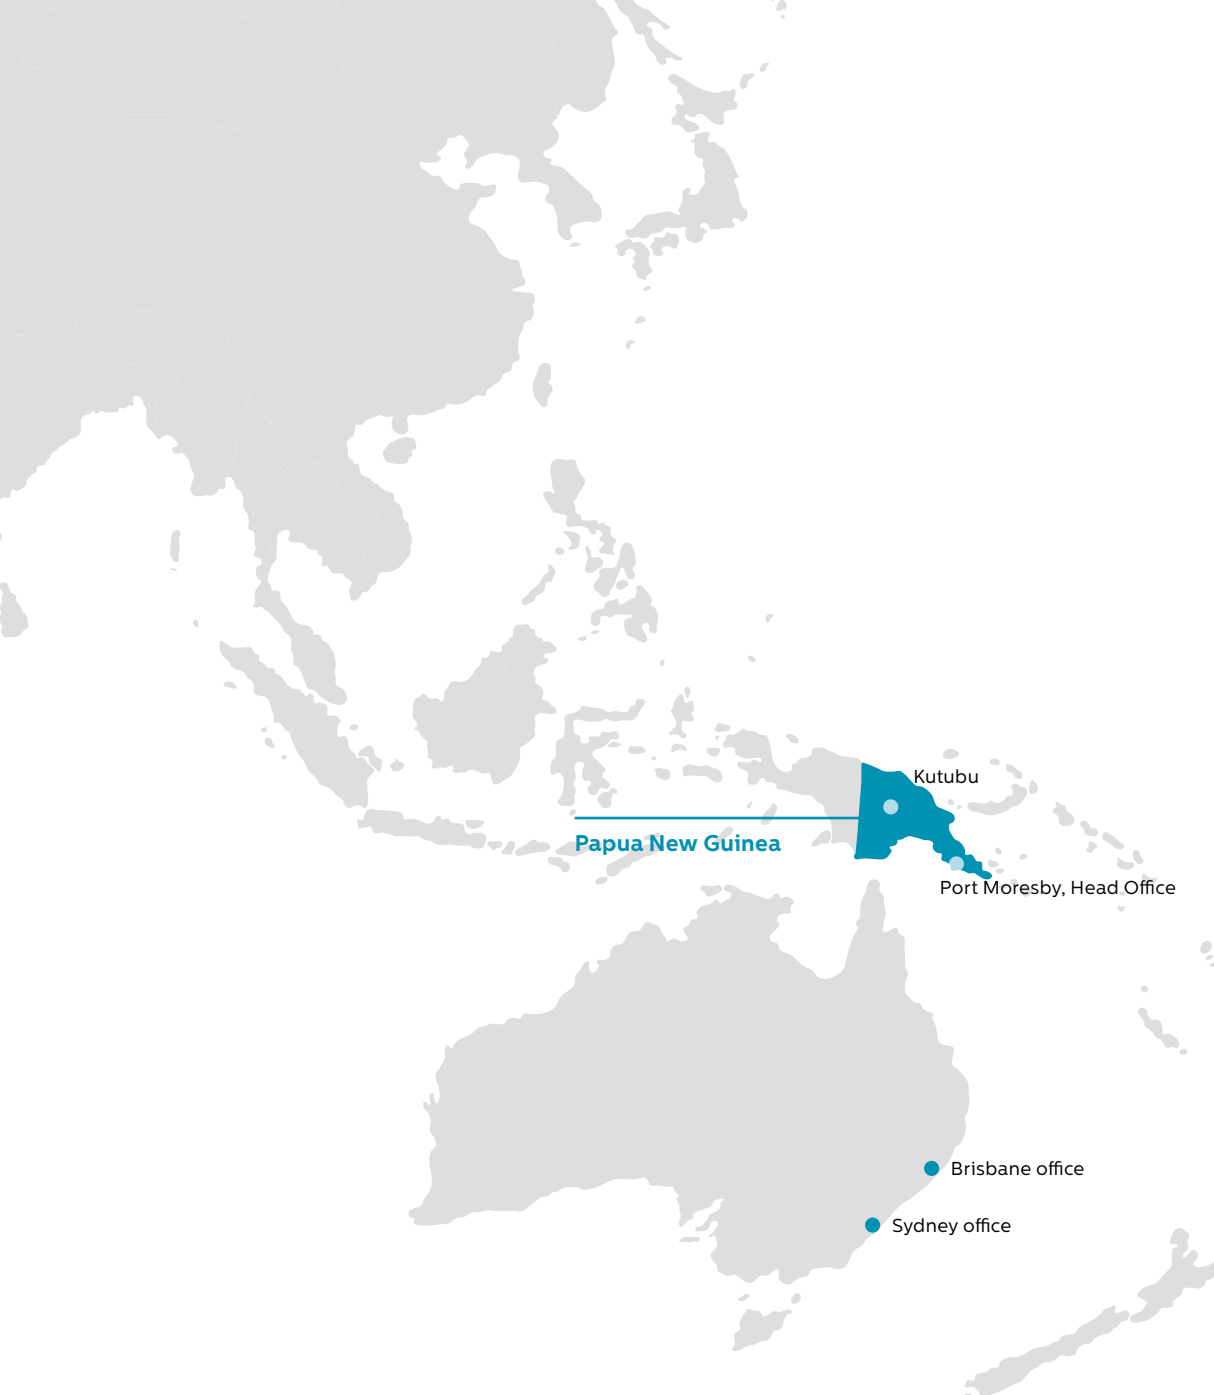 Kutubu
Papua New Guinea
Port Moresby, Head Office
Brisbane office
Sydney office